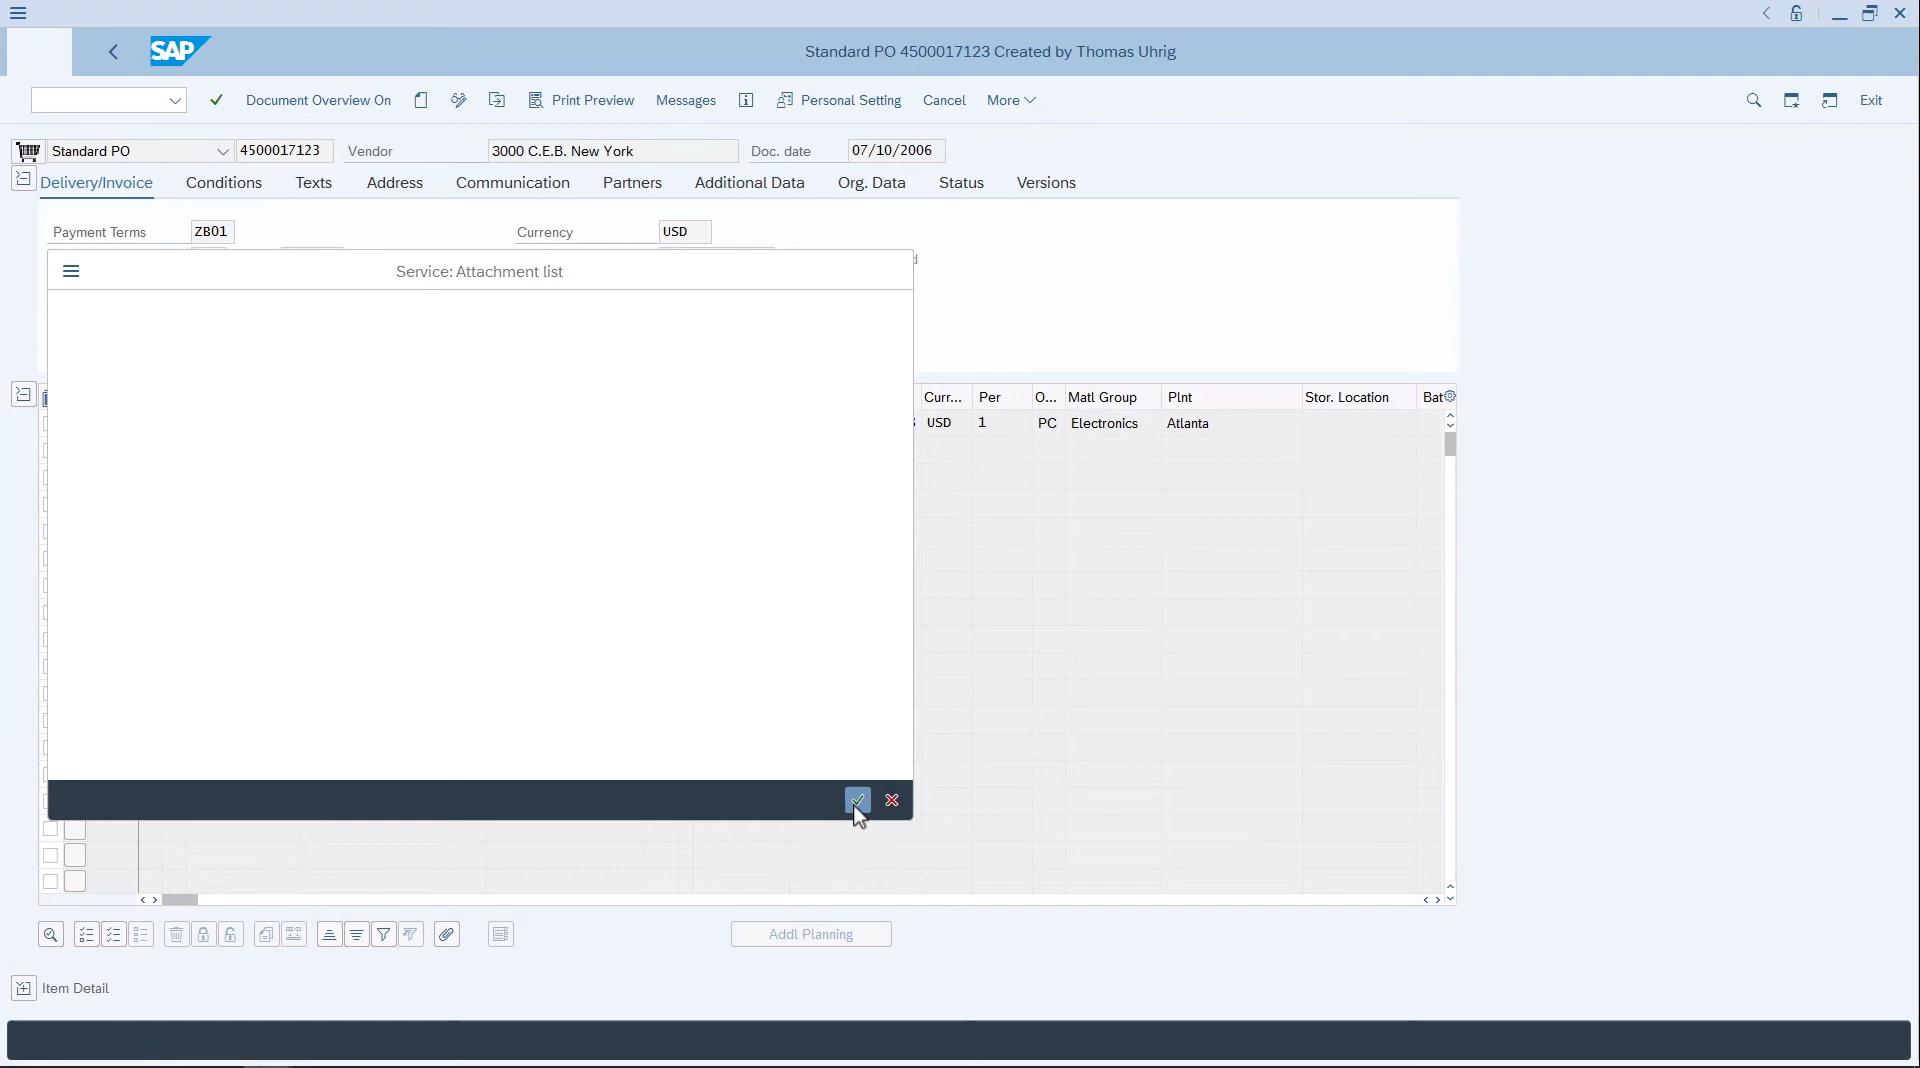 SAP
Standard PO 4500017123 Created by Thomas Uhrig
Document Overview On Print Preview Messages Personal Setting Cancel More Exit
Standard PO 4500017123 Vendor 3000 C.E.B. New York Doc. date 07/10/2006
Delivery/Invoice Conditions Texts Address Communication Partners Additional Data Org. Data Status Versions
Payment Terms ZB01 Currency USD
Service: Attachment list
Curr... Per O... Matl Group Plnt Stor. Location Bat
USD 1 PC Electronics Atlanta
Addl Planning
Item Detail